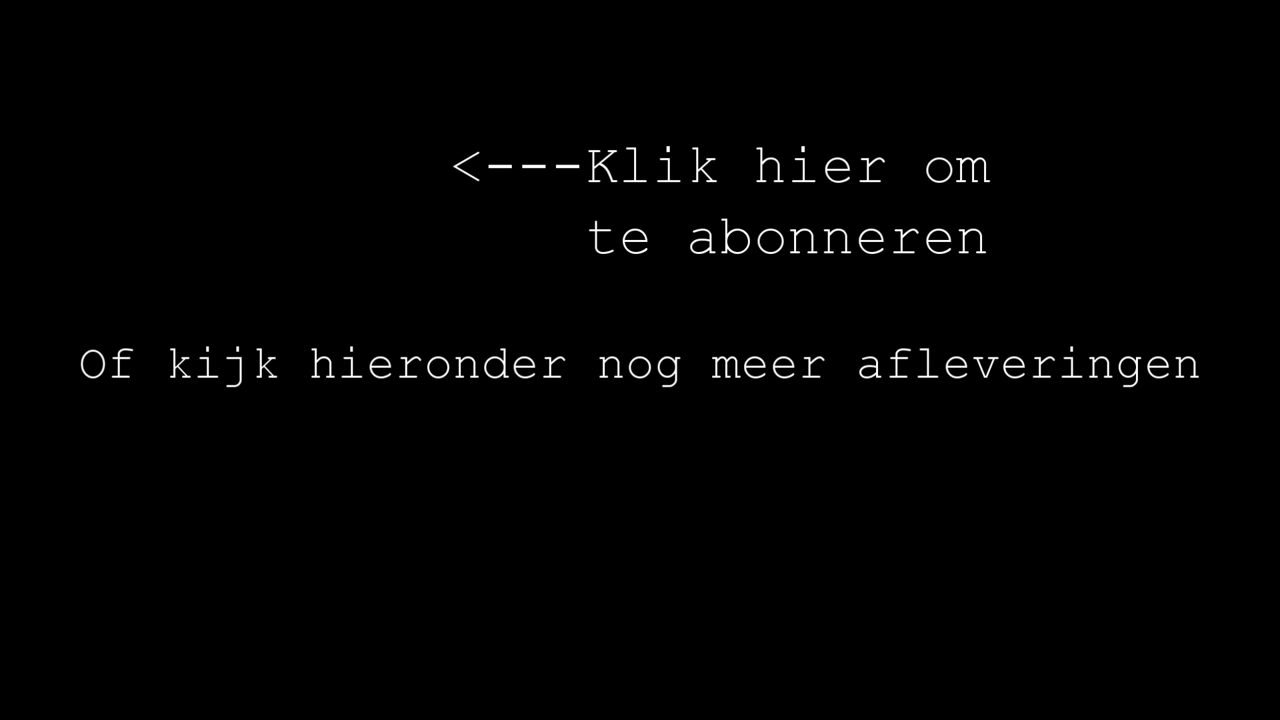 <---Klik hier om
te abonneren
Of kijk hieronder nog meer afleveringen